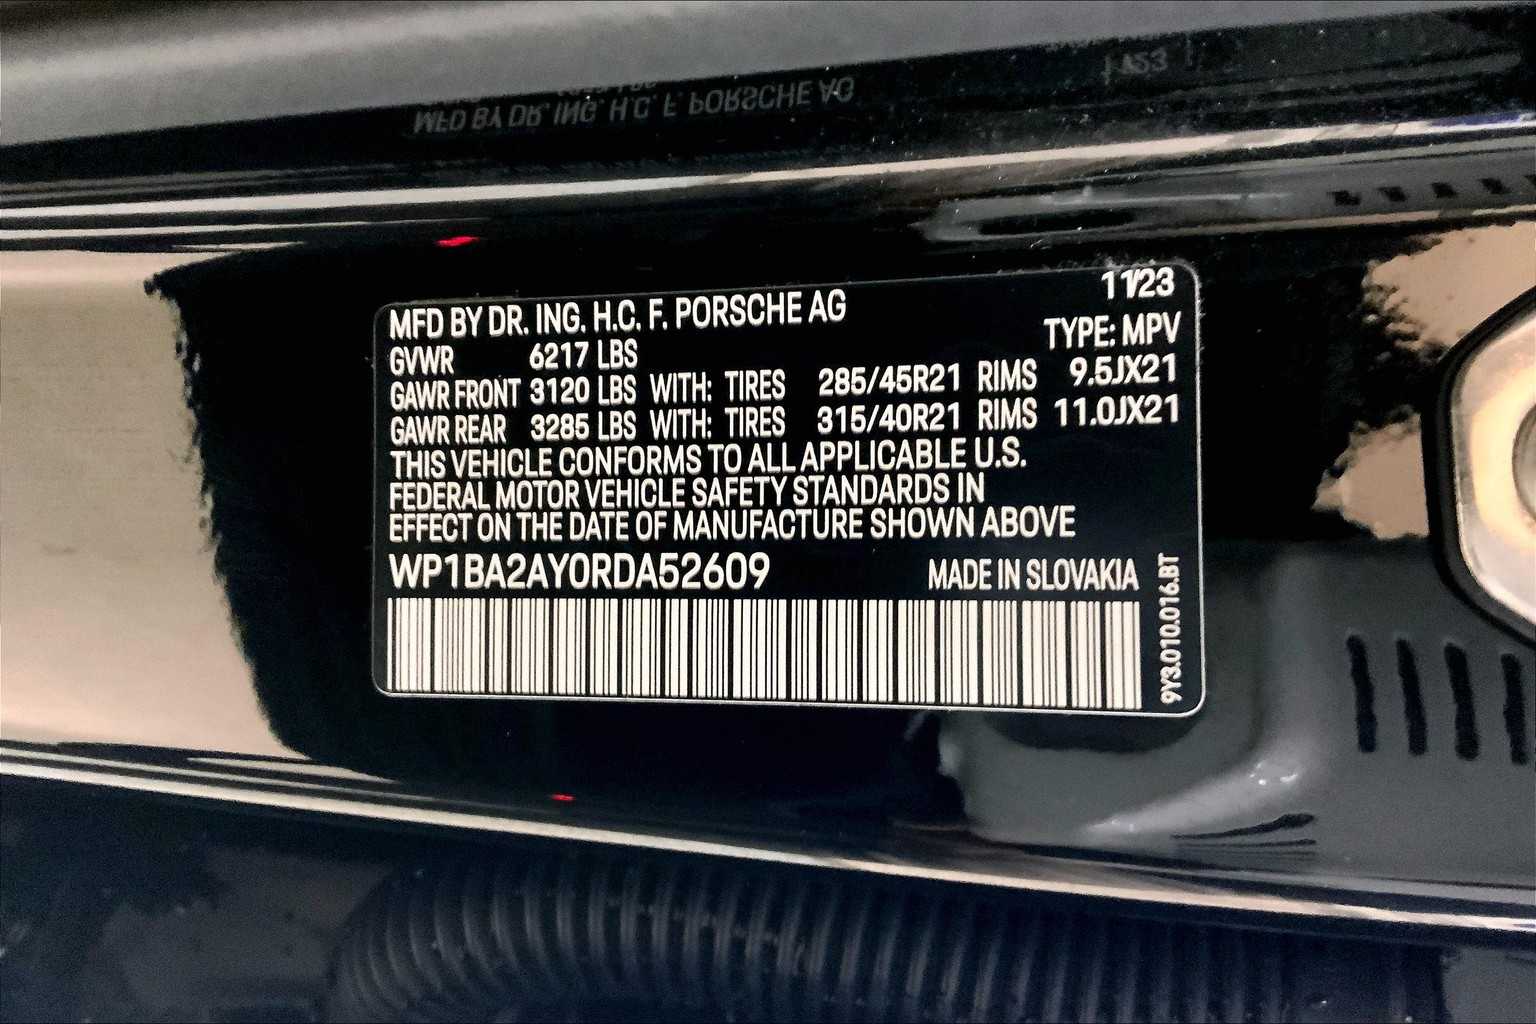 MFD BY DR. ING. H.C. F. PORSCHE AG
11/23
MFD BY DR. ING. H.C. F. PORSCHE AG 11/23
GVWR 6217 LBS TYPE: MPV
GAWR FRONT 3120 LBS WITH: TIRES 285/45R21 RIMS 9.5JX21
GAWR REAR 3285 LBS WITH: TIRES 315/40R21 RIMS 11.0JX21
THIS VEHICLE CONFORMS TO ALL APPLICABLE U.S.
FEDERAL MOTOR VEHICLE SAFETY STANDARDS IN
EFFECT ON THE DATE OF MANUFACTURE SHOWN ABOVE
WP1BA2AY0RDA52609 MADE IN SLOVAKIA
9Y3.010.016.BT